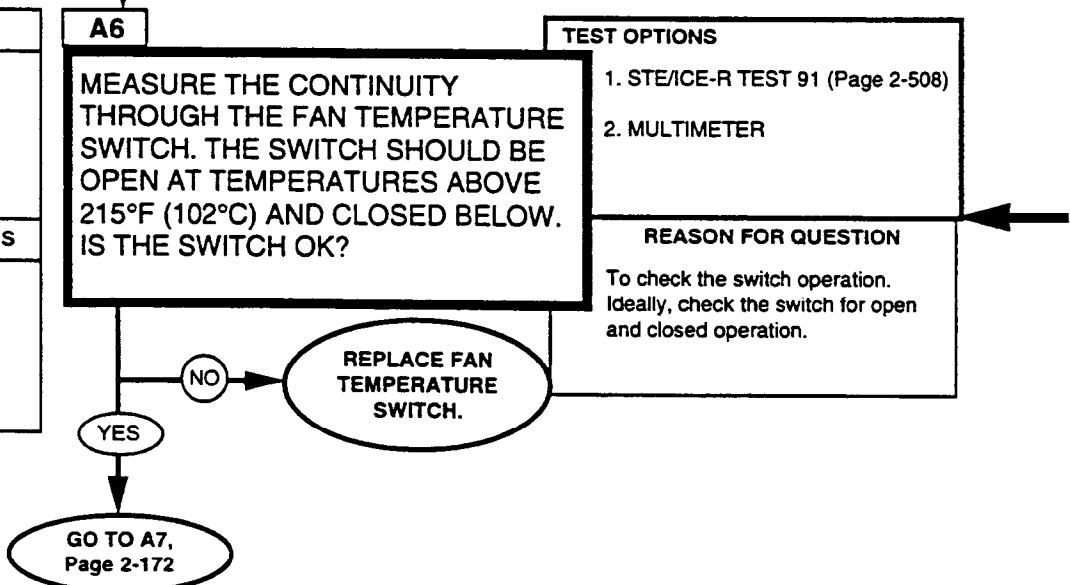 A6
MEASURE THE CONTINUITY
THROUGH THE FAN TEMPERATURE
SWITCH. THE SWITCH SHOULD BE
OPEN AT TEMPERATURES ABOVE
215°F (102°C) AND CLOSED BELOW.
IS THE SWITCH OK?
TEST OPTIONS
1. STE/ICE-R TEST 91 (Page 2-508)
2. MULTIMETER
S
REASON FOR QUESTION
To check the switch operation.
Ideally, check the switch for open
and closed operation.
NO
REPLACE FAN
TEMPERATURE
SWITCH.
YES
GO TO A7,
Page 2-172